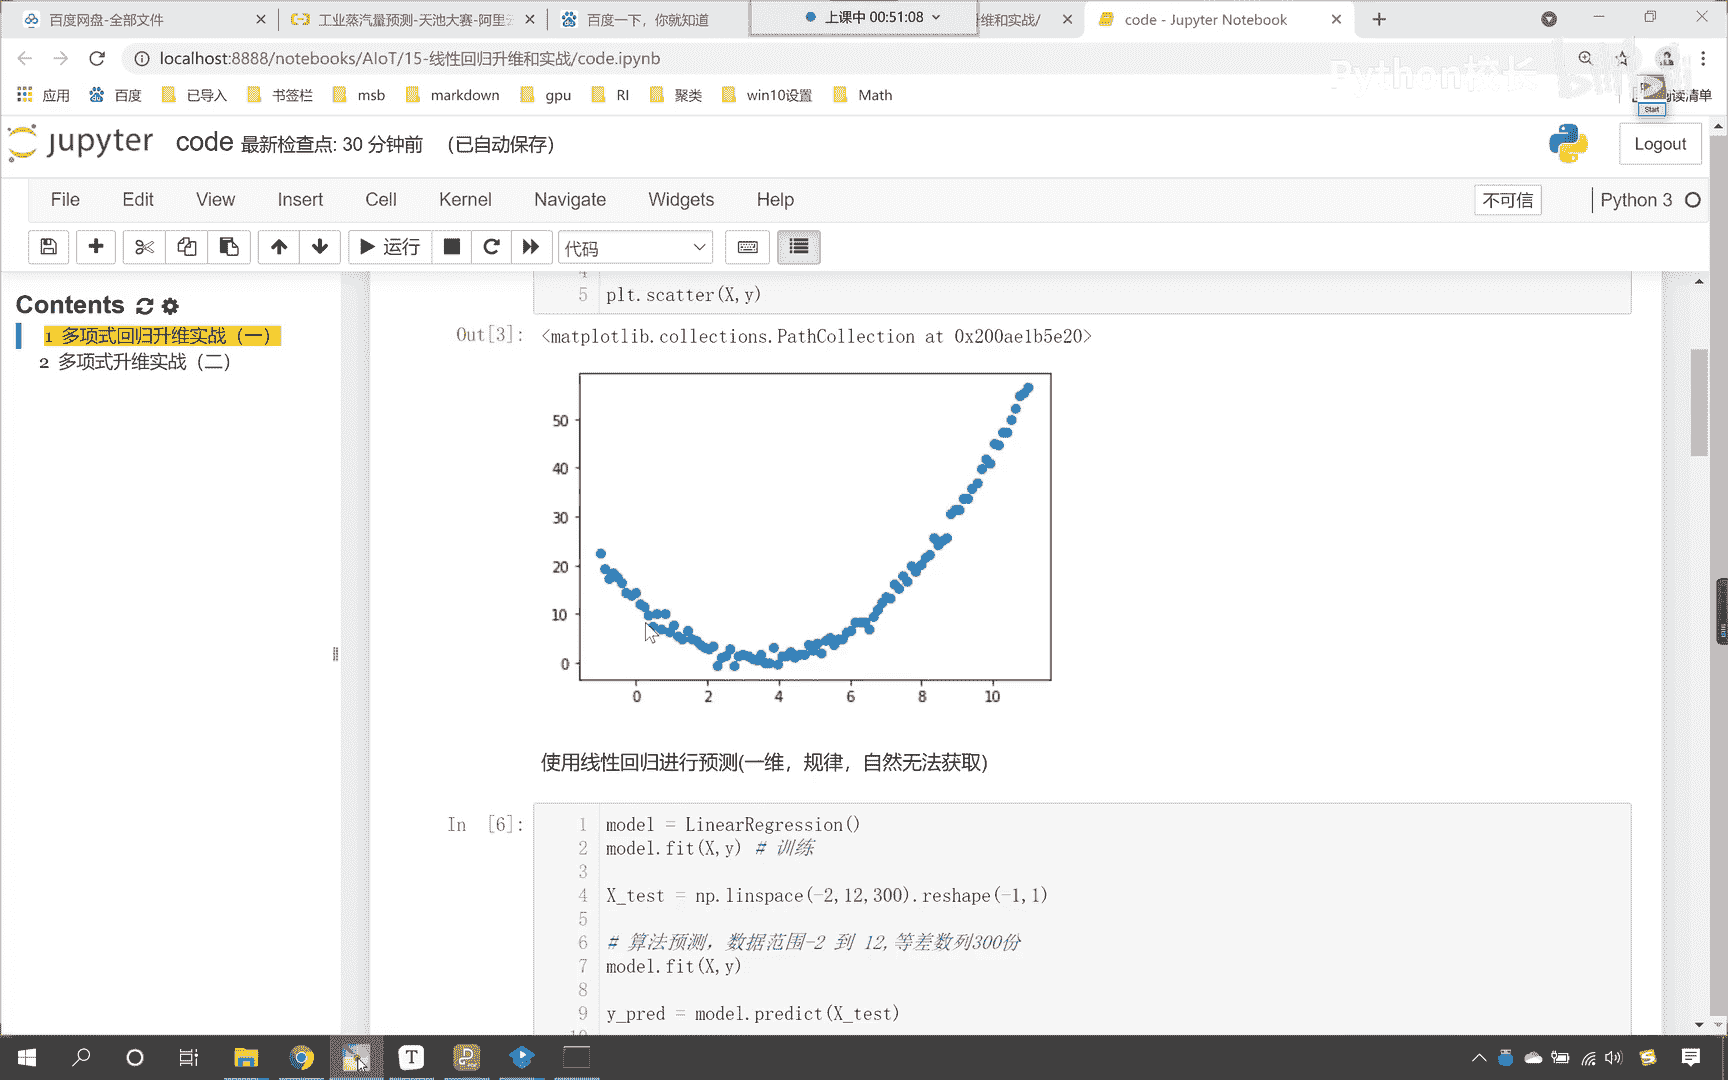 百度网盘-全部文件
工业蒸汽量预测-天池大赛-阿里云
百度一下，你就知道
上课中 00:51:08
维和实战/
code - Jupyter Notebook
localhost:8888/notebooks/AIoT/15-线性回归升维和实战/code.ipynb
Python校长
应用
百度
已导入
书签栏
msb
markdown
gpu
RI
聚类
win10设置
Math
阅读清单
Start
jupyter
code 最新检查点: 30 分钟前 (已自动保存)
Logout
File Edit View Insert Cell Kernel Navigate Widgets Help
不可信
Python 3
运行
代码
Contents
1 多项式回归升维实战（一）
2 多项式升维实战（二）
4
5 plt.scatter(X,y)
Out[3]: <matplotlib.collections.PathCollection at 0x200ae1b5e20>
50
40
30
20
10
0
0 2 4 6 8 10
使用线性回归进行预测(一维，规律，自然无法获取)
In [6]:
1 model = LinearRegression()
2 model.fit(X,y) # 训练
3
4 X_test = np.linspace(-2,12,300).reshape(-1,1)
5
6 # 算法预测，数据范围-2 到 12,等差数列300份
7 model.fit(X,y)
8
9 y_pred = model.predict(X_test)
10